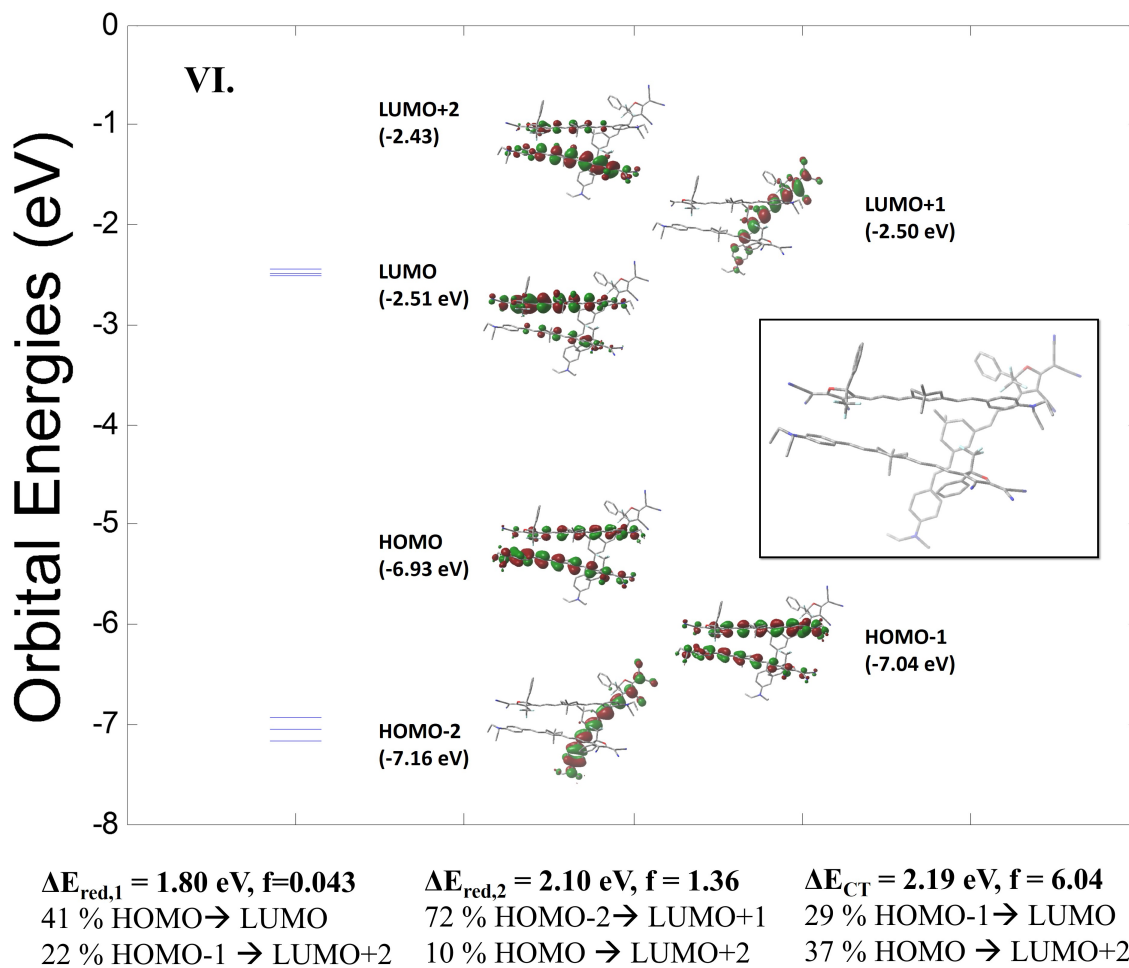 Orbital Energies (eV)
0
-1
-2
-3
-4
-5
-6
-7
-8
VI.
LUMO+2
(-2.43)
LUMO+1
(-2.50 eV)
LUMO
(-2.51 eV)
HOMO
(-6.93 eV)
HOMO-1
(-7.04 eV)
HOMO-2
(-7.16 eV)
ΔEred,1 = 1.80 eV, f=0.043
41 % HOMO→ LUMO
22 % HOMO-1 → LUMO+2
ΔEred,2 = 2.10 eV, f = 1.36
72 % HOMO-2→ LUMO+1
10 % HOMO → LUMO+2
ΔECT = 2.19 eV, f = 6.04
29 % HOMO-1→ LUMO
37 % HOMO → LUMO+2